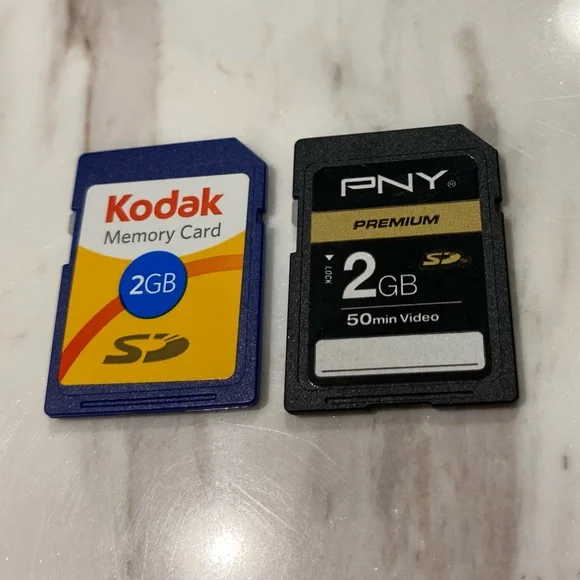 Kodak
Memory Card
2GB
SD
PNY®
PREMIUM
SD
LOCK
2GB
50min Video